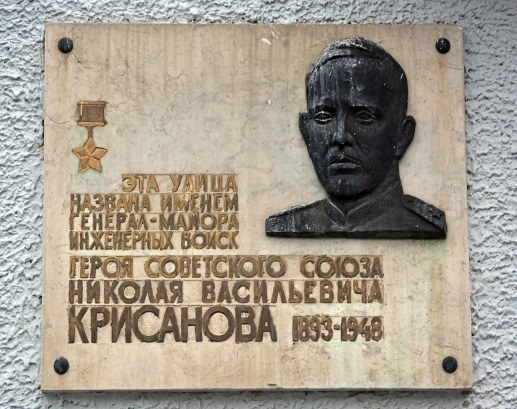 ЭТА УЛИЦА
НАЗВАНА ИМЕНЕМ
ГЕНЕРАЛ-МАЙОРА
ИНЖЕНЕРНЫХ ВОЙСК
ГЕРОЯ СОВЕТСКОГО СОЮЗА
НИКОЛАЯ ВАСИЛЬЕВИЧА
КРИСАНОВА 1893-1948